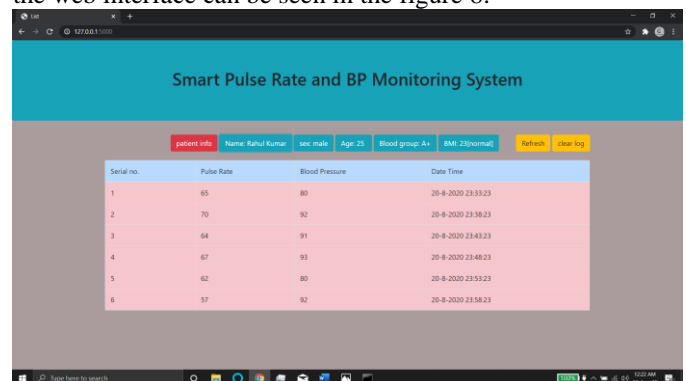 the web interface can be seen in the figure 6.
List
127.0.0.1:5000
Smart Pulse Rate and BP Monitoring System
patient info Name: Rahul Kumar sex: male Age: 25 Blood group: A+ BMI: 23[normal] Refresh clear log
Serial no. Pulse Rate Blood Pressure Date Time
1 65 80 20-8-2020 23:33:23
2 70 92 20-8-2020 23:38:23
3 64 91 20-8-2020 23:43:23
4 67 93 20-8-2020 23:48:23
5 62 80 20-8-2020 23:53:23
6 57 92 20-8-2020 23:58:23
Type here to search 100% 12:22 AM